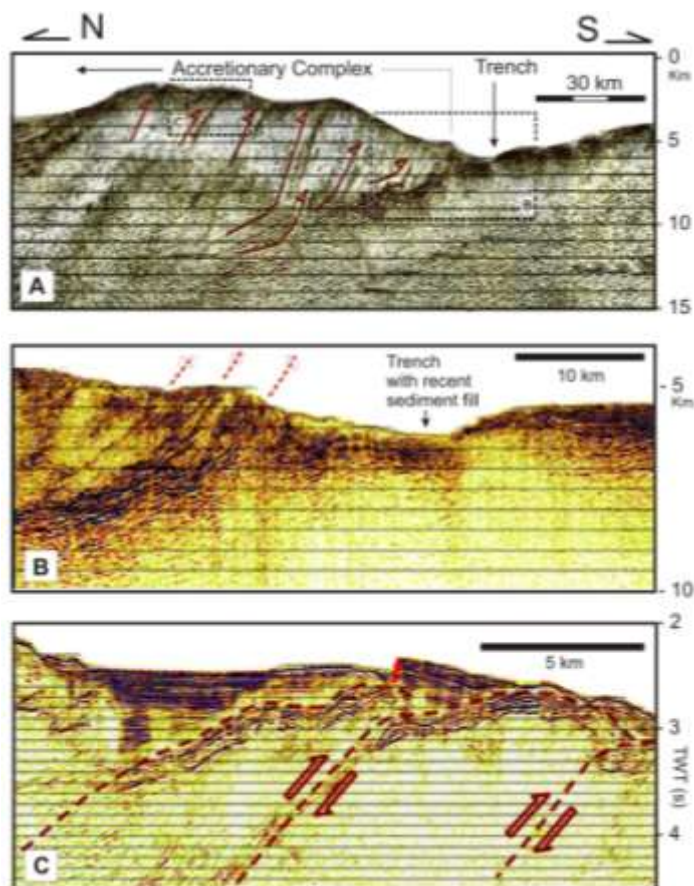 N S
Accretionary Complex Trench 0
Km
30 km
5
10
A
15
Trench
with recent
sediment fill
10 km
5
Km
B
10
2
5 km
3
TWT (s)
4
C